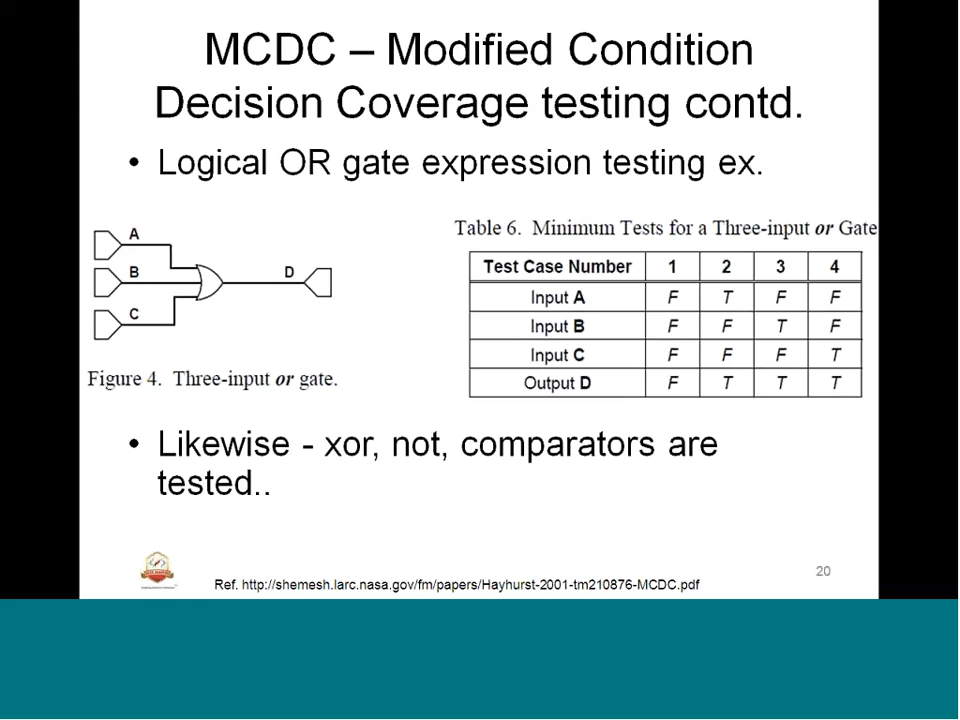 MCDC – Modified Condition
Decision Coverage testing contd.
• Logical OR gate expression testing ex.
A
B
C
D
Figure 4. Three-input or gate.
Table 6. Minimum Tests for a Three-input or Gate
Test Case Number 1 2 3 4
Input A F T F F
Input B F F T F
Input C F F F T
Output D F T T T
• Likewise - xor, not, comparators are
tested..
Ref. http://shemesh.larc.nasa.gov/fm/papers/Hayhurst-2001-tm210876-MCDC.pdf
20